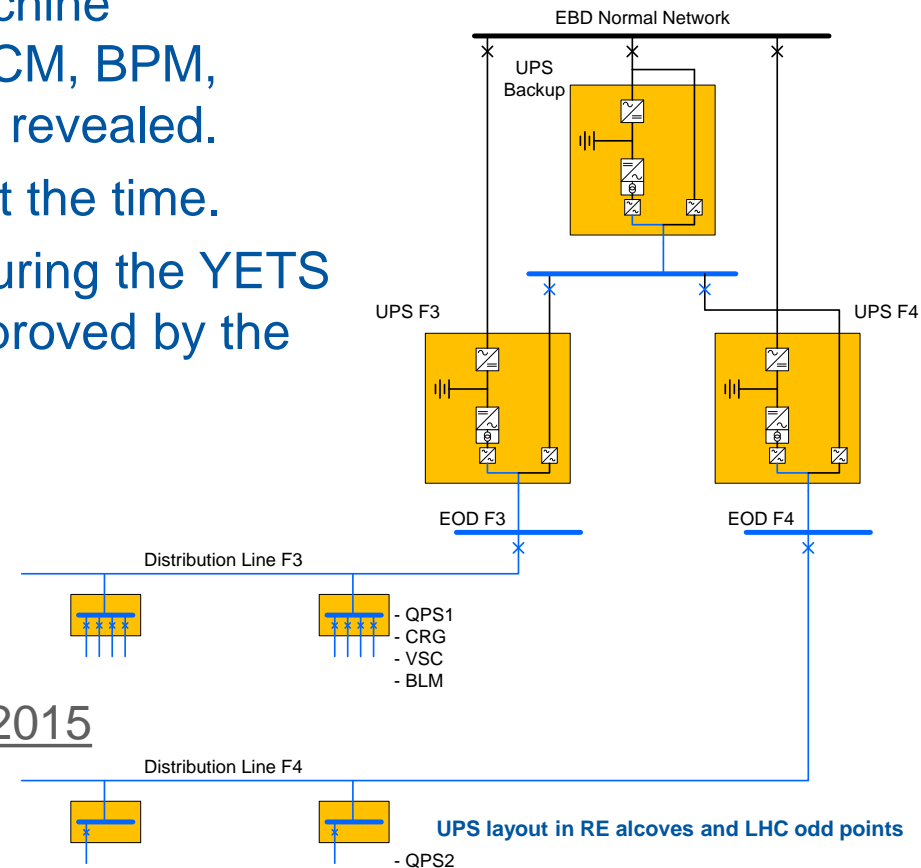 chine
CM, BPM,
revealed.
t the time.
uring the YETS
proved by the
2015
EBD Normal Network
UPS
Backup
UPS F3
UPS F4
EOD F3
EOD F4
Distribution Line F3
- QPS1
- CRG
- VSC
- BLM
Distribution Line F4
- QPS2
UPS layout in RE alcoves and LHC odd points